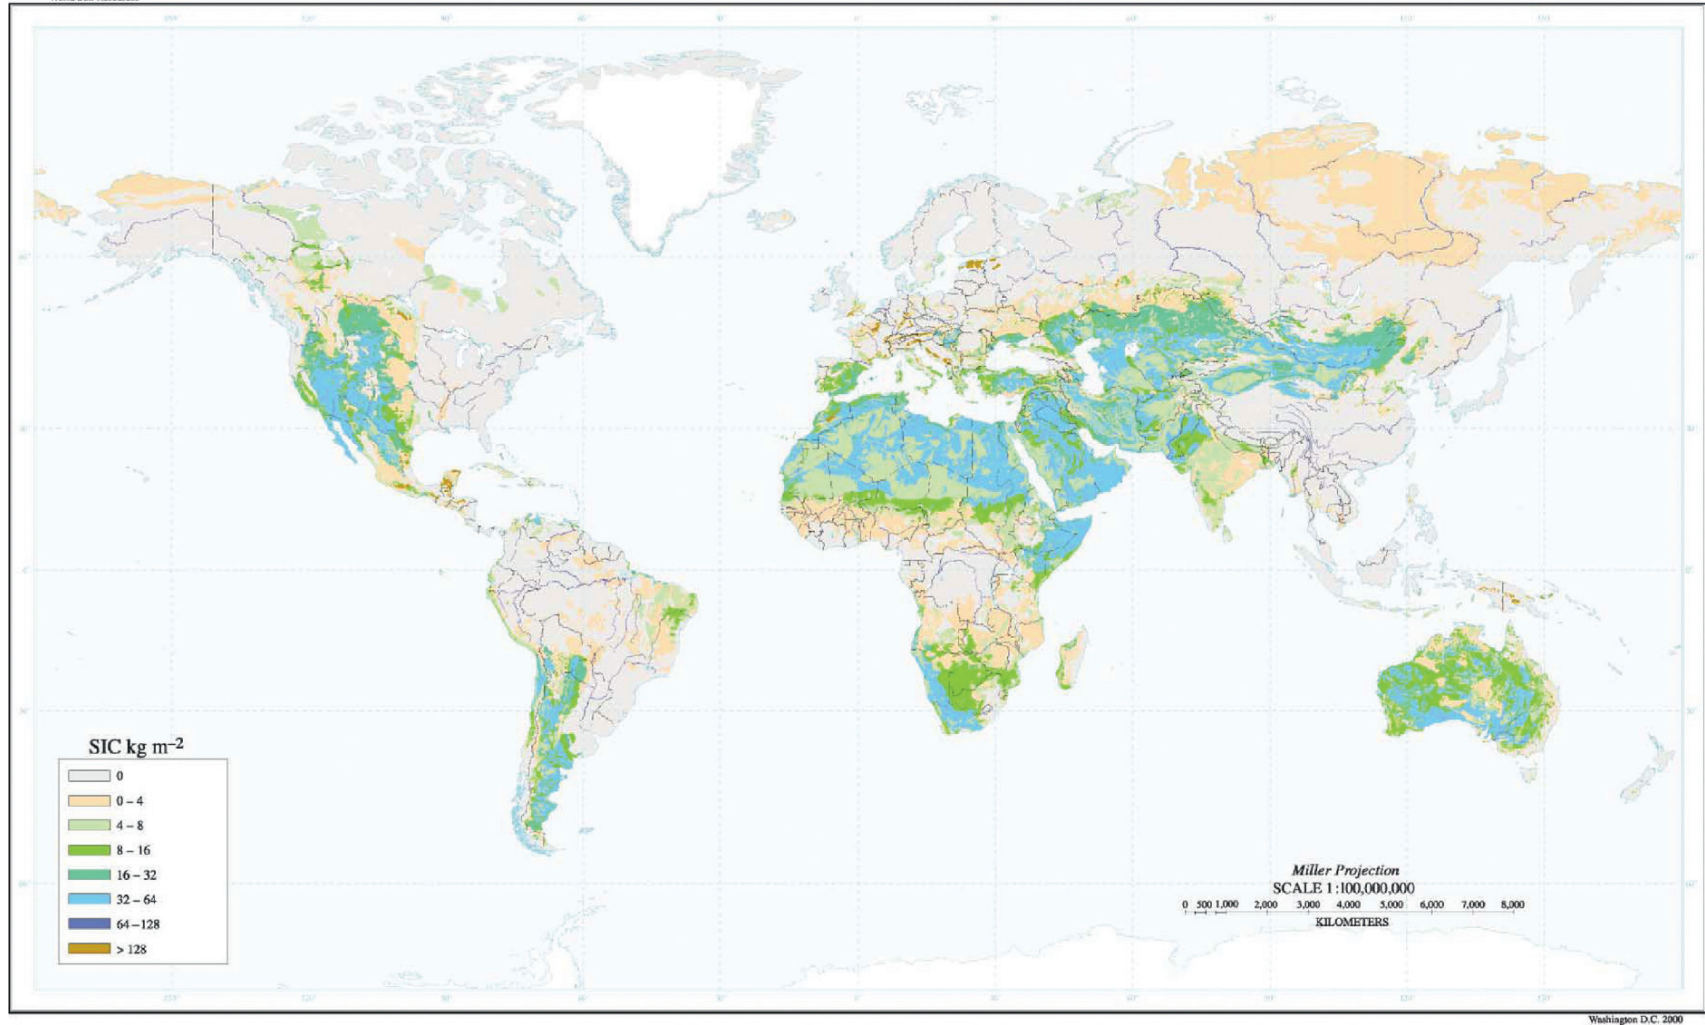 SIC kg m⁻²
0
0 – 4
4 – 8
8 – 16
16 – 32
32 – 64
64 – 128
> 128
Miller Projection
SCALE 1:100,000,000
0 500 1,000 2,000 3,000 4,000 5,000 6,000 7,000 8,000
KILOMETERS
Washington D.C. 2000